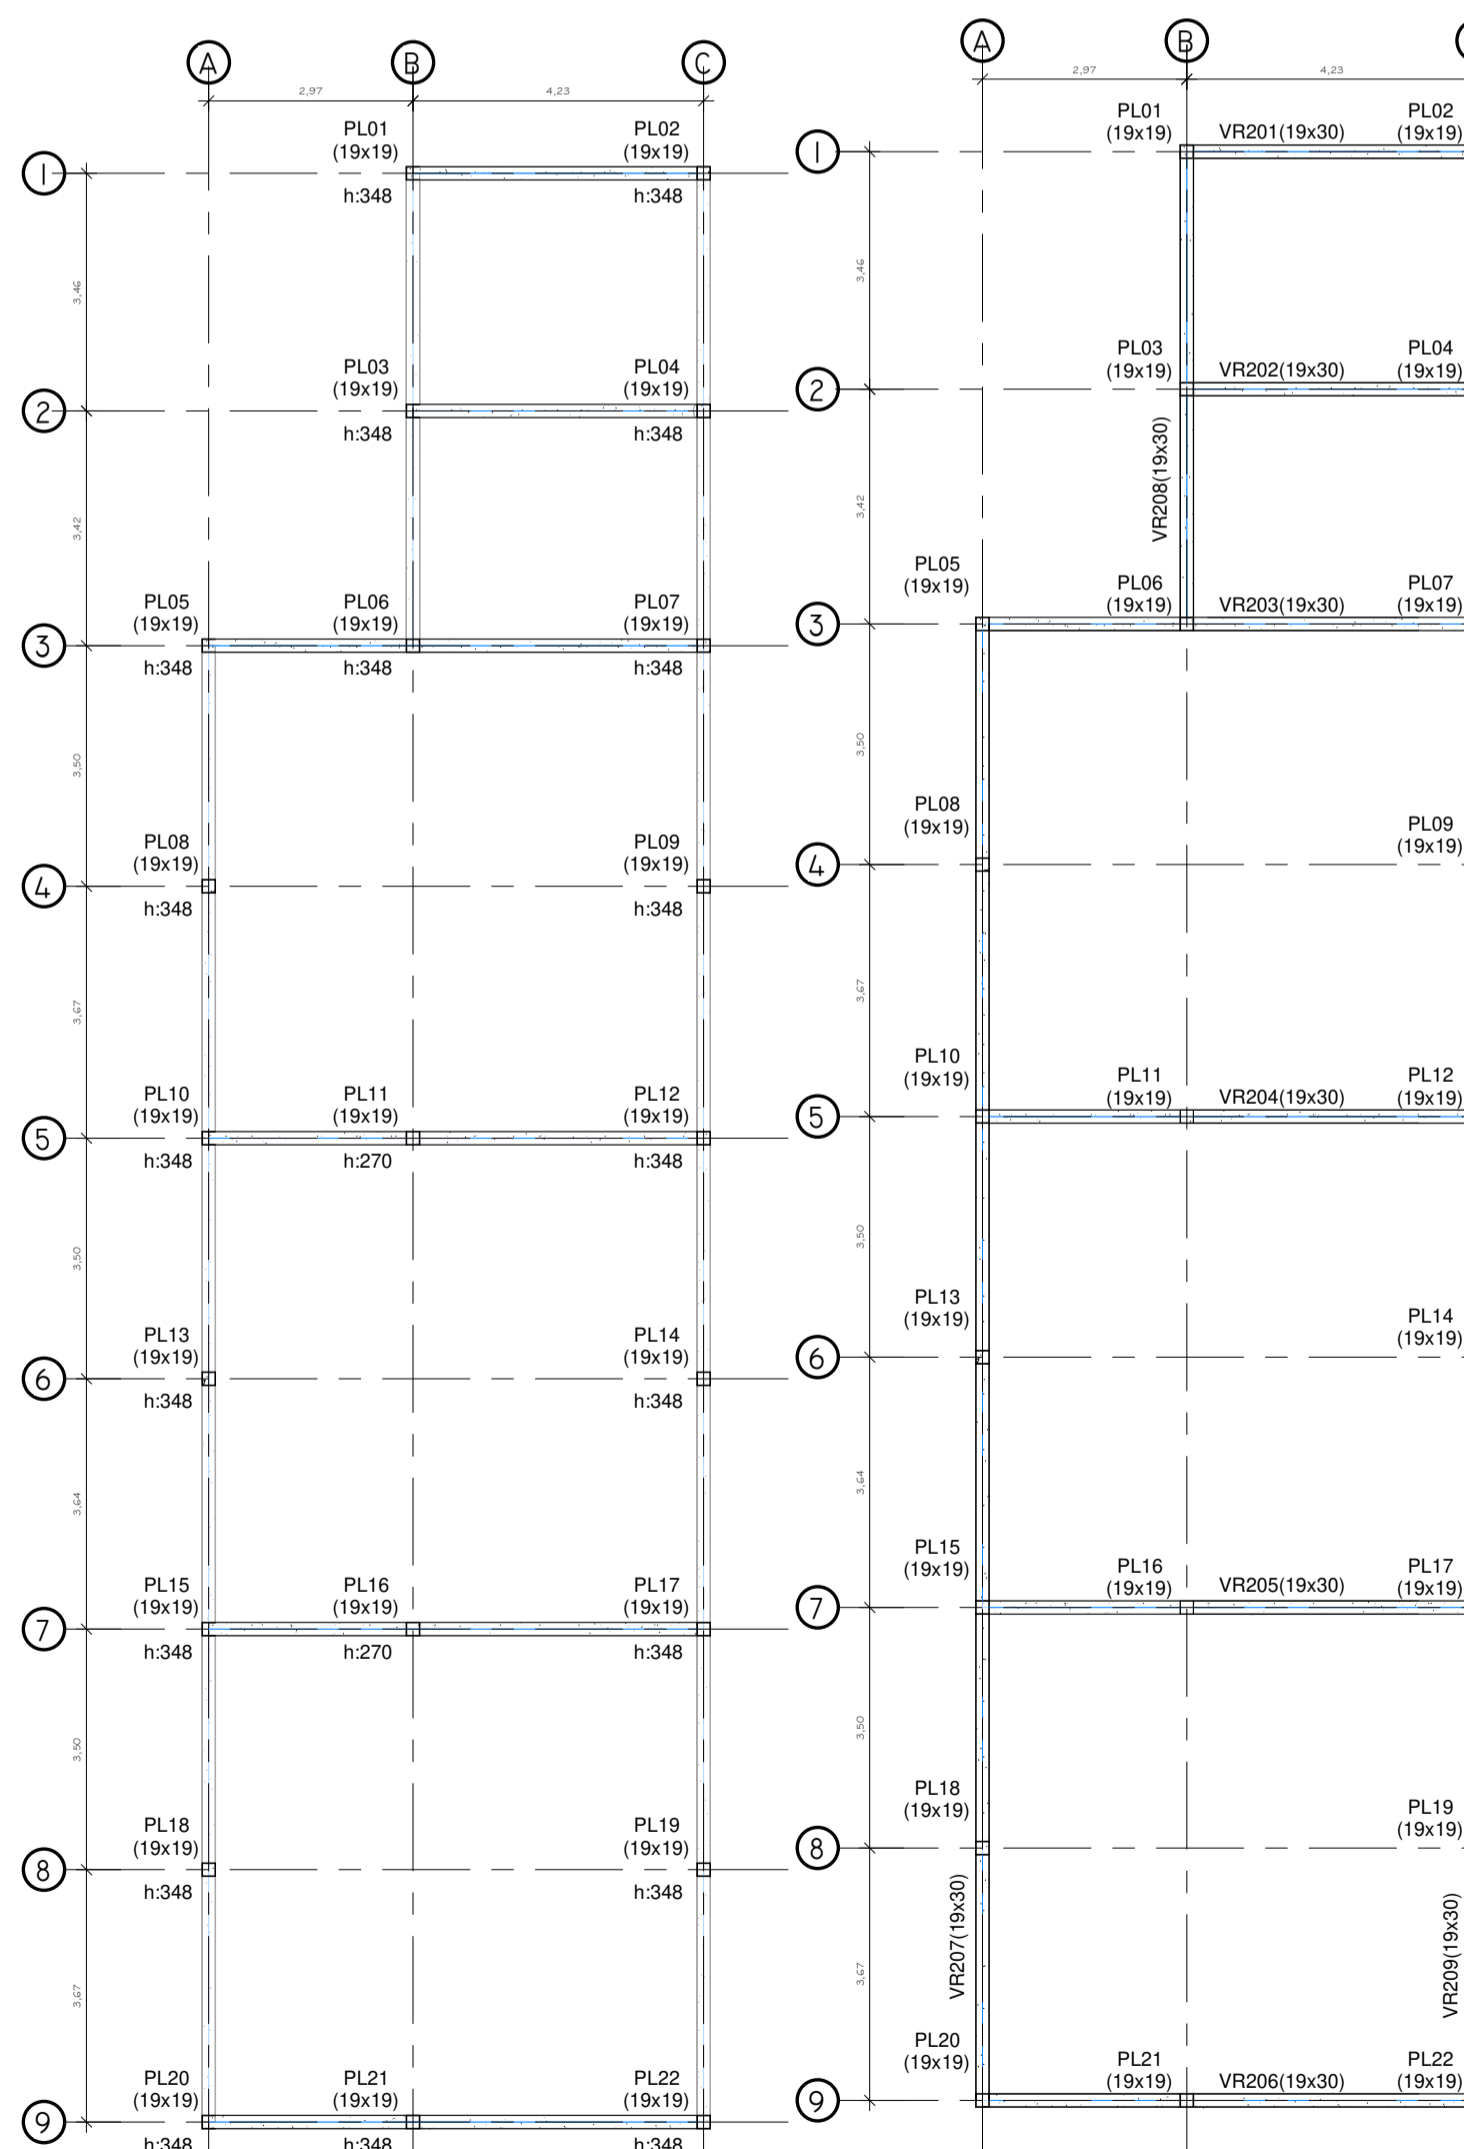 A B C
2,97 4,23
PL01 PL02
(19x19) (19x19)
1
h:348 h:348
3,46
PL03 PL04
(19x19) (19x19)
2
h:348 h:348
3,42
PL05 PL06 PL07
(19x19) (19x19) (19x19)
3
h:348 h:348 h:348
3,50
PL08 PL09
(19x19) (19x19)
4
h:348 h:348
3,67
PL10 PL11 PL12
(19x19) (19x19) (19x19)
5
h:348 h:270 h:348
3,50
PL13 PL14
(19x19) (19x19)
6
h:348 h:348
3,64
PL15 PL16 PL17
(19x19) (19x19) (19x19)
7
h:348 h:270 h:348
3,50
PL18 PL19
(19x19) (19x19)
8
h:348 h:348
3,67
PL20 PL21 PL22
(19x19) (19x19) (19x19)
9
h:348 h:348 h:348
A B
2,97 4,23
PL01 PL02
(19x19) VR201(19x30) (19x19)
1
3,46
PL03 PL04
(19x19) VR202(19x30) (19x19)
2
VR208(19x30)
3,42
PL05
(19x19)
PL06 PL07
(19x19) VR203(19x30) (19x19)
3
3,50
PL08
(19x19)
PL09
(19x19)
4
3,67
PL10
(19x19)
PL11 PL12
(19x19) VR204(19x30) (19x19)
5
3,50
PL13
(19x19)
PL14
(19x19)
6
3,64
PL15
(19x19)
PL16 PL17
(19x19) VR205(19x30) (19x19)
7
3,50
PL18
(19x19)
PL19
(19x19)
8
VR207(19x30)
VR209(19x30)
3,67
PL20
(19x19)
PL21 PL22
(19x19) VR206(19x30) (19x19)
9